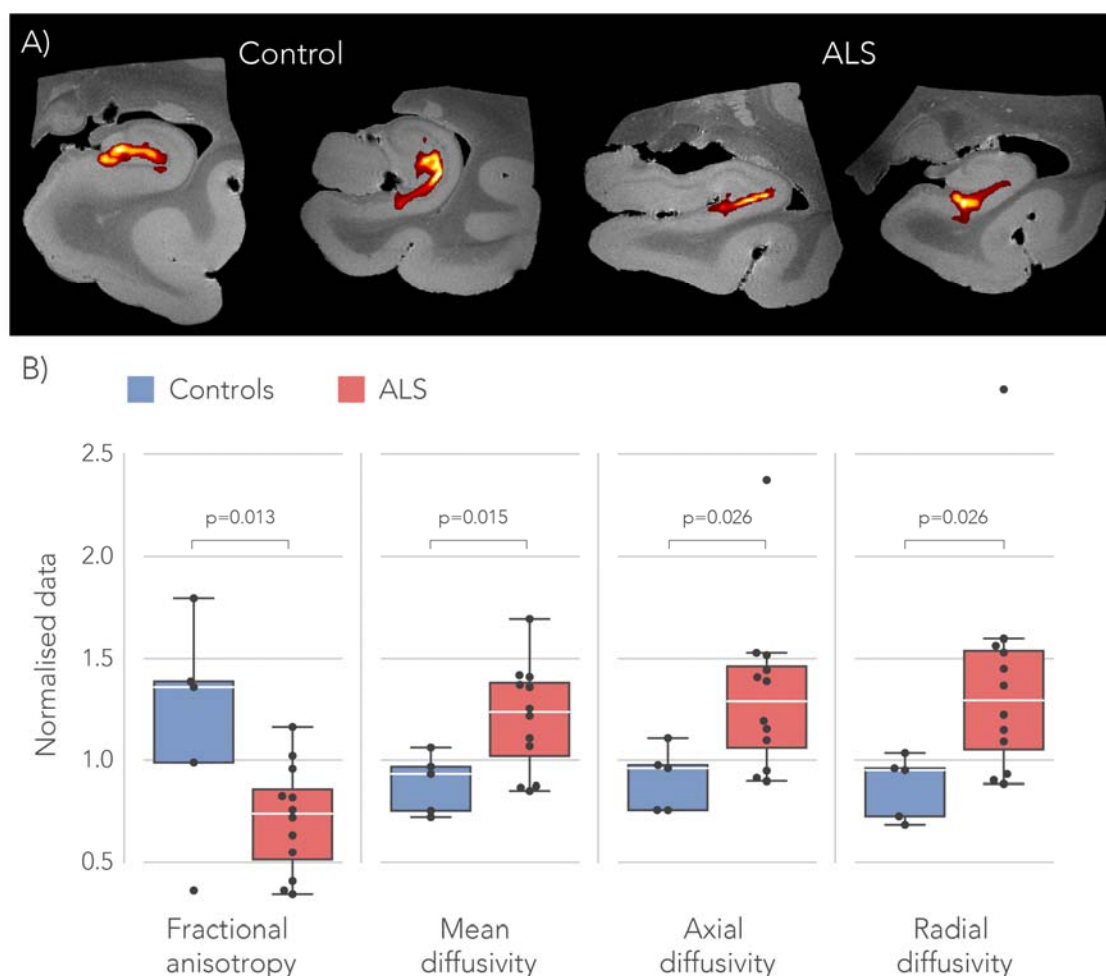 A)
Control
ALS
B)
Controls
ALS
2.5
2.0
1.5
1.0
0.5
Normalised data
p=0.013
p=0.015
p=0.026
p=0.026
Fractional
anisotropy
Mean
diffusivity
Axial
diffusivity
Radial
diffusivity